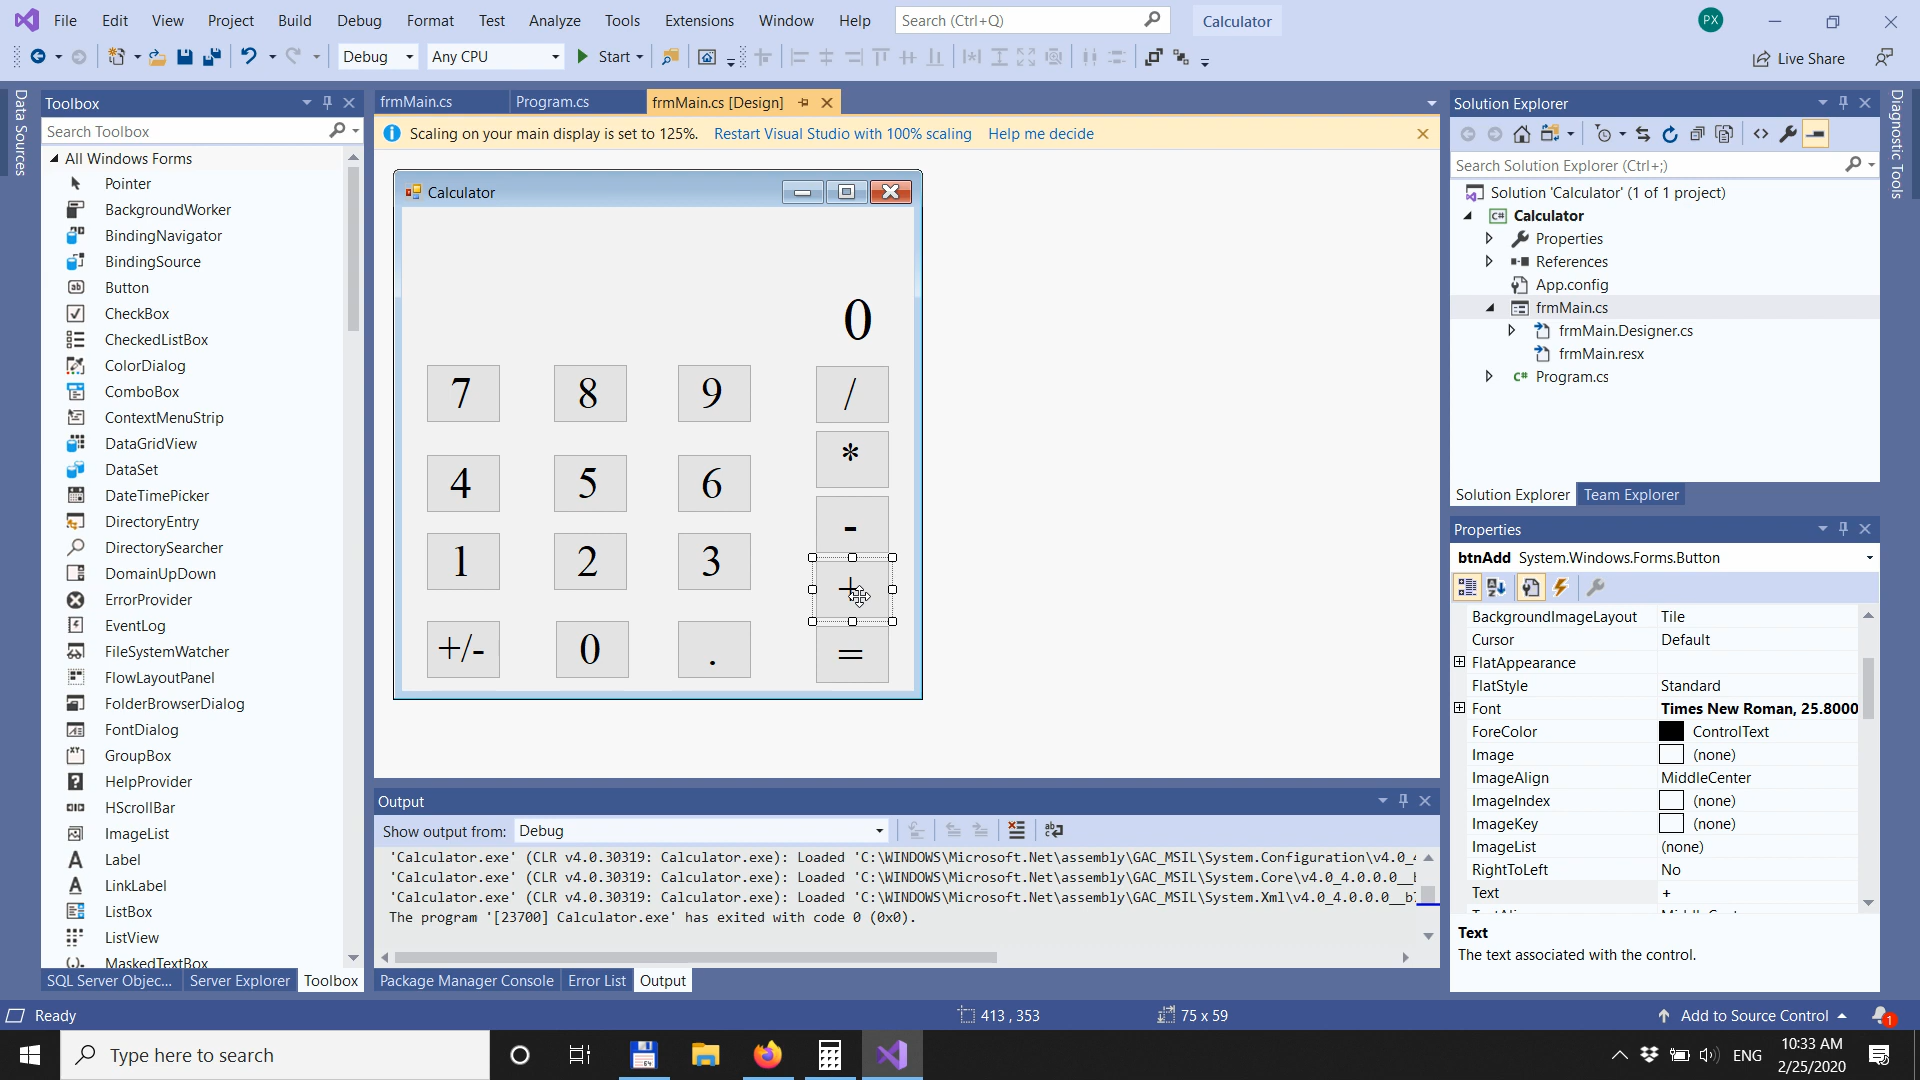 File Edit View Project Build Debug Format Test Analyze Tools Extensions Window Help Search (Ctrl+Q) Calculator PX
Debug Any CPU Start Live Share
Data Sources
Toolbox
Search Toolbox
All Windows Forms
Pointer
BackgroundWorker
BindingNavigator
BindingSource
Button
CheckBox
CheckedListBox
ColorDialog
ComboBox
ContextMenuStrip
DataGridView
DataSet
DateTimePicker
DirectoryEntry
DirectorySearcher
DomainUpDown
ErrorProvider
EventLog
FileSystemWatcher
FlowLayoutPanel
FolderBrowserDialog
FontDialog
GroupBox
HelpProvider
HScrollBar
ImageList
Label
LinkLabel
ListBox
ListView
MaskedTextBox
SQL Server Objec... Server Explorer Toolbox
frmMain.cs Program.cs frmMain.cs [Design]
Scaling on your main display is set to 125%. Restart Visual Studio with 100% scaling Help me decide
Calculator
0
7 8 9 /
*
4 5 6
-
1 2 3
+
+/- 0 . =
Output
Show output from: Debug
'Calculator.exe' (CLR v4.0.30319: Calculator.exe): Loaded 'C:\WINDOWS\Microsoft.Net\assembly\GAC_MSIL\System.Configuration\v4.0_4
'Calculator.exe' (CLR v4.0.30319: Calculator.exe): Loaded 'C:\WINDOWS\Microsoft.Net\assembly\GAC_MSIL\System.Core\v4.0_4.0.0.0__b
'Calculator.exe' (CLR v4.0.30319: Calculator.exe): Loaded 'C:\WINDOWS\Microsoft.Net\assembly\GAC_MSIL\System.Xml\v4.0_4.0.0.0__b7
The program '[23700] Calculator.exe' has exited with code 0 (0x0).
Package Manager Console Error List Output
Solution Explorer
Search Solution Explorer (Ctrl+;)
Solution 'Calculator' (1 of 1 project)
C# Calculator
Properties
References
App.config
frmMain.cs
frmMain.Designer.cs
frmMain.resx
C# Program.cs
Solution Explorer Team Explorer
Diagnostic Tools
Properties
btnAdd System.Windows.Forms.Button
BackgroundImageLayout Tile
Cursor Default
FlatAppearance
FlatStyle Standard
Font Times New Roman, 25.8000
ForeColor ControlText
Image (none)
ImageAlign MiddleCenter
ImageIndex (none)
ImageKey (none)
ImageList (none)
RightToLeft No
Text +
Text
The text associated with the control.
Ready 413 , 353 75 x 59 Add to Source Control 1
Type here to search 64 ENG 10:33 AM
2/25/2020